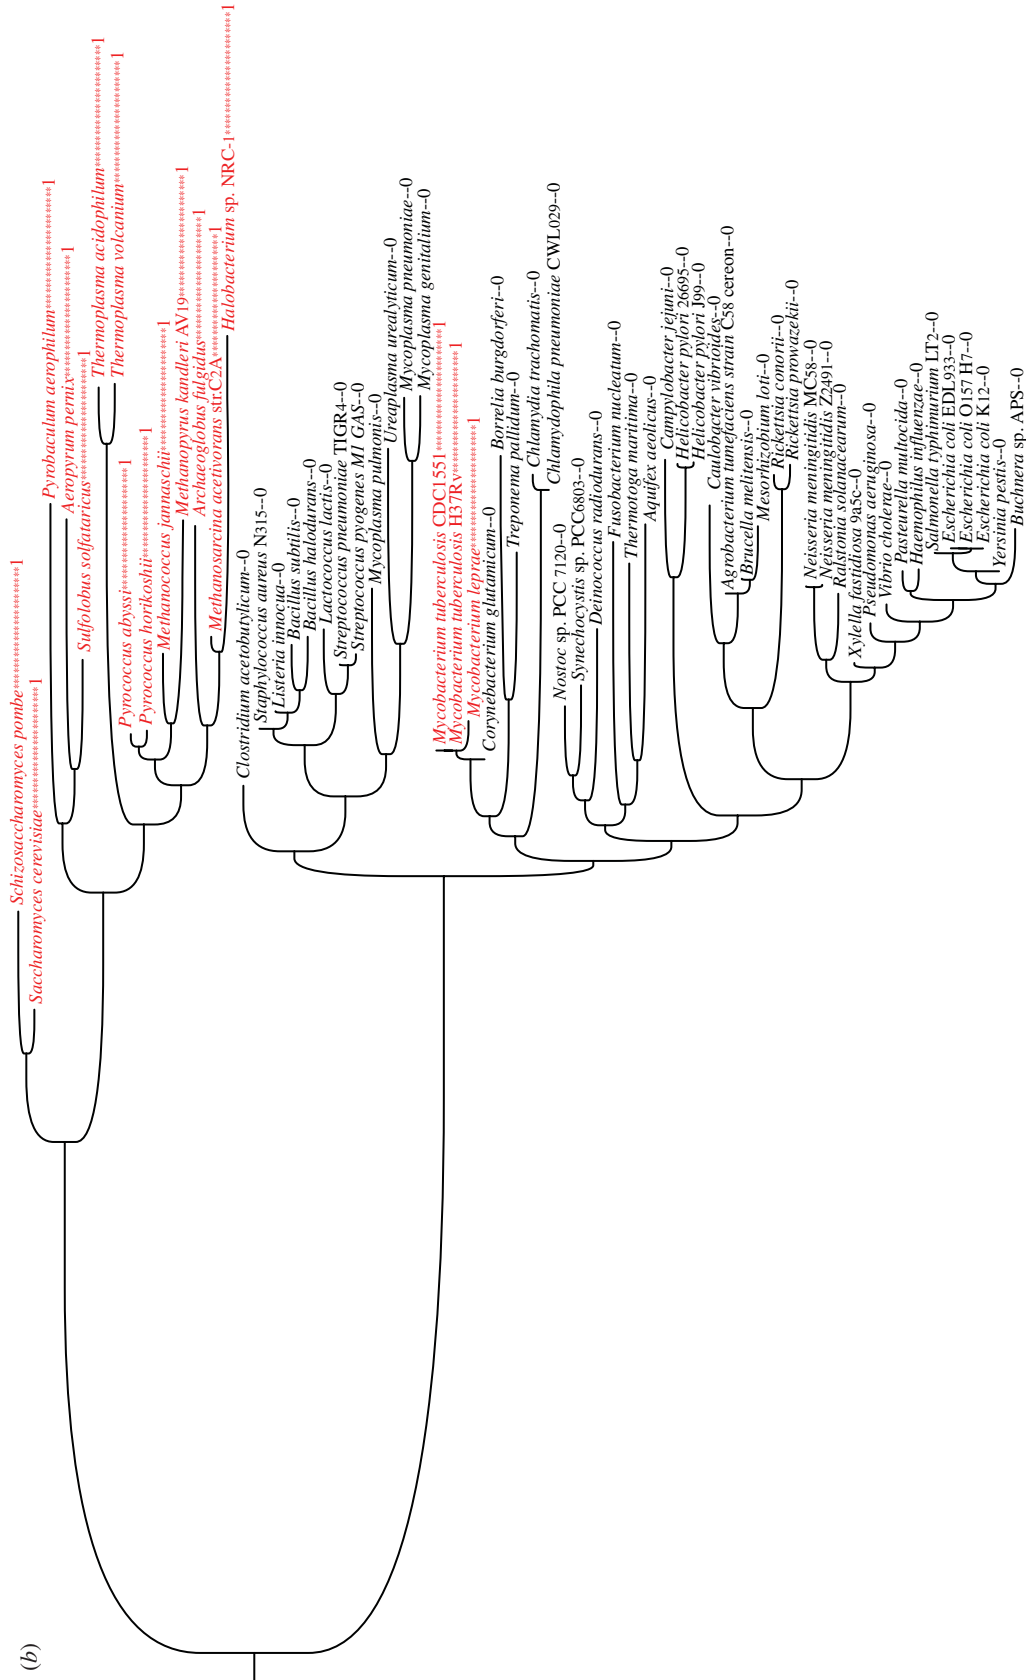 (b)
Schizosaccharomyces pombe********************1
Saccharomyces cerevisiae********************1
Pyrobaculum aerophilum********************1
Aeropyrum pernix********************1
Sulfolobus solfataricus********************1
Thermoplasma acidophilum********************1
Thermoplasma volcanium********************1
Pyrococcus abyssi********************1
Pyrococcus horikoshii********************1
Methanococcus jannaschii********************1
Methanopyrus kandleri AV19********************1
Archaeoglobus fulgidus********************1
Methanosarcina acetivorans str.C2A********************1
Halobacterium sp. NRC-1********************1
Clostridium acetobutylicum--0
Staphylococcus aureus N315--0
Listeria innocua--0
Bacillus subtilis--0
Bacillus halodurans--0
Lactococcus lactis--0
Streptococcus pneumoniae TIGR4--0
Streptococcus pyogenes M1 GAS--0
Mycoplasma pulmonis--0
Ureaplasma urealyticum--0
Mycoplasma pneumoniae--0
Mycoplasma genitalium--0
Mycobacterium tuberculosis CDC1551********************1
Mycobacterium tuberculosis H37Rv********************1
Mycobacterium leprae********************1
Corynebacterium glutamicum--0
Borrelia burgdorferi--0
Treponema pallidum--0
Chlamydia trachomatis--0
Chlamydophila pneumoniae CWL029--0
Nostoc sp. PCC 7120--0
Synechocystis sp. PCC6803--0
Deinococcus radiodurans--0
Fusobacterium nucleatum--0
Thermotoga maritima--0
Aquifex aeolicus--0
Campylobacter jejuni--0
Helicobacter pylori 26695--0
Helicobacter pylori J99--0
Caulobacter vibrioides--0
Agrobacterium tumefaciens strain C58 cereon--0
Brucella melitensis--0
Mesorhizobium loti--0
Rickettsia conorii--0
Rickettsia prowazekii--0
Neisseria meningitidis MC58--0
Neisseria meningitidis Z2491--0
Ralstonia solanacearum--0
Xylella fastidiosa 9a5c--0
Pseudomonas aeruginosa--0
Vibrio cholerae--0
Pasteurella multocida--0
Haemophilus influenzae--0
Salmonella typhimurium LT2--0
Escherichia coli EDL933--0
Escherichia coli O157 H7--0
Escherichia coli K12--0
Yersinia pestis--0
Buchnera sp. APS--0